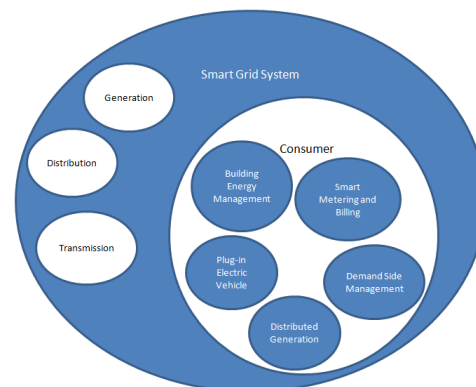 Smart Grid System
Generation
Distribution
Transmission
Consumer
Building
Energy
Management
Smart
Metering and
Billing
Plug-in
Electric
Vehicle
Demand Side
Management
Distributed
Generation